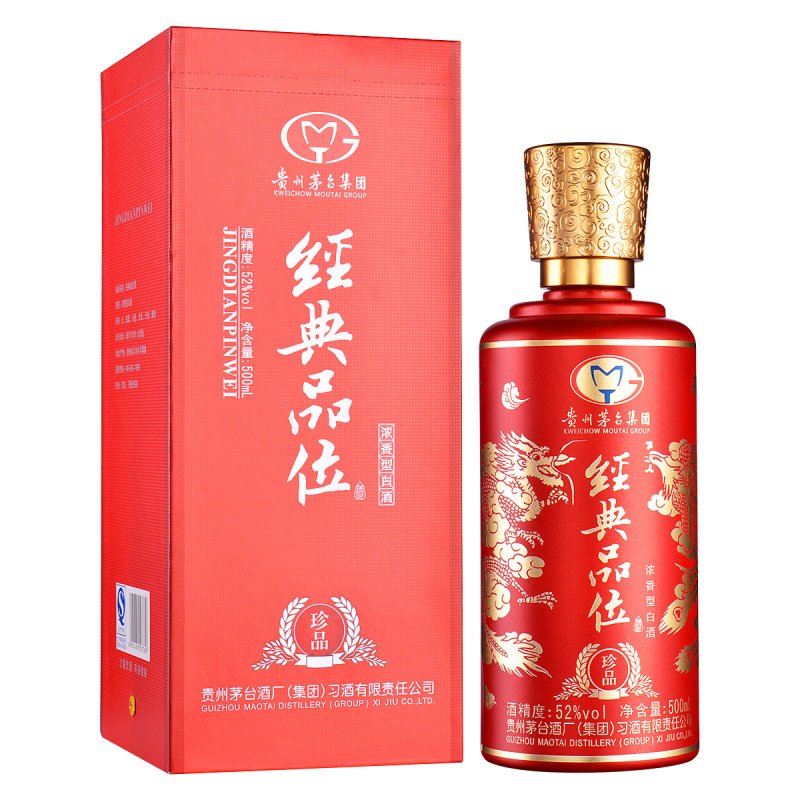 JINGDIANPINWEI
贵州茅台集团
KWEICHOW MOUTAI GROUP
酒精度:52%vol 净含量:500mL
JINGDIANPINWEI
經典品位
浓香型白酒
珍品
贵州茅台酒厂(集团)习酒有限责任公司
GUIZHOU MAOTAI DISTILLERY (GROUP) XI JIU CO.,LTD.
贵州茅台集团
KWEICHOW MOUTAI GROUP
經典品位
浓香型白酒
珍品
酒精度:52%vol 净含量:500mL
贵州茅台酒厂(集团)习酒有限责任公司
GUIZHOU MAOTAI DISTILLERY (GROUP) XI JIU CO.,LTD.